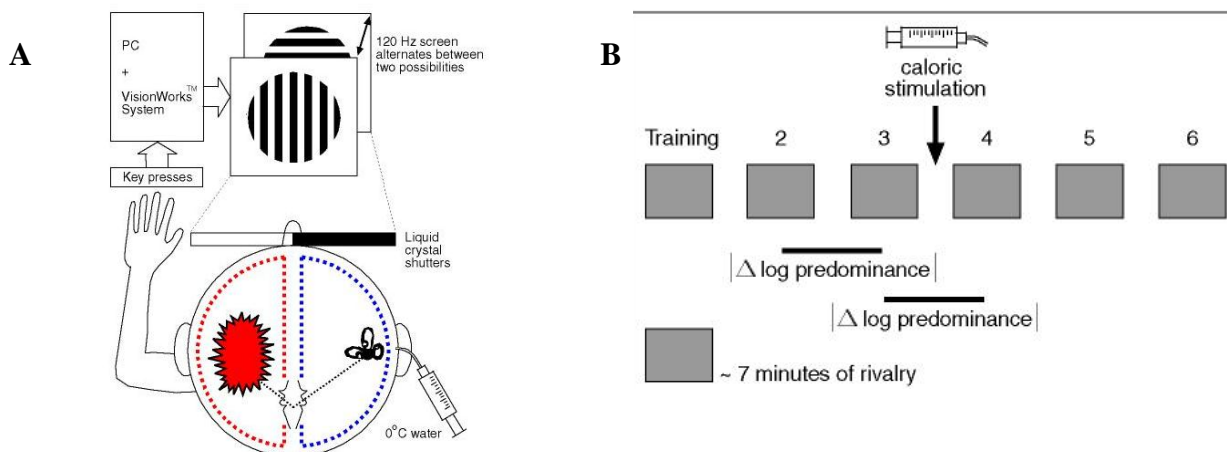 A
PC
+
VisionWorks™
System
Key presses
120 Hz screen
alternates between
two possibilities
Liquid
crystal
shutters
0°C water
B
caloric
stimulation
Training 2 3 4 5 6
|Δ log predominance|
|Δ log predominance|
~ 7 minutes of rivalry